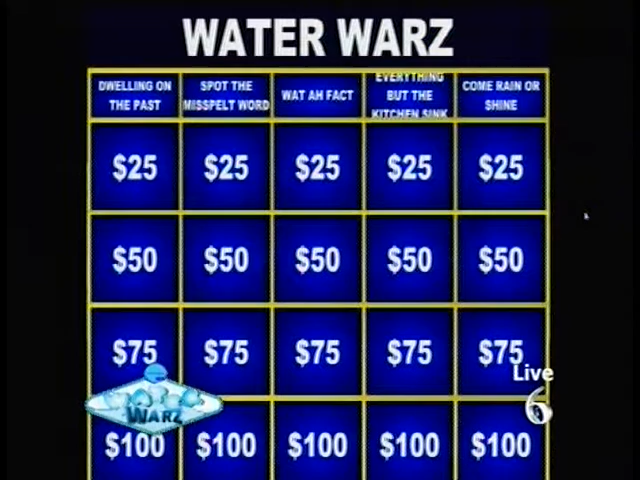 WATER WARZ
DWELLING ON
THE PAST
SPOT THE
MISSPELT WORD
WAT AH FACT
EVERYTHING
BUT THE
KITCHEN SINK
COME RAIN OR
SHINE
$25 $25 $25 $25 $25
$50 $50 $50 $50 $50
$75 $75 $75 $75 $75
Live
6
WARZ
$100 $100 $100 $100 $100